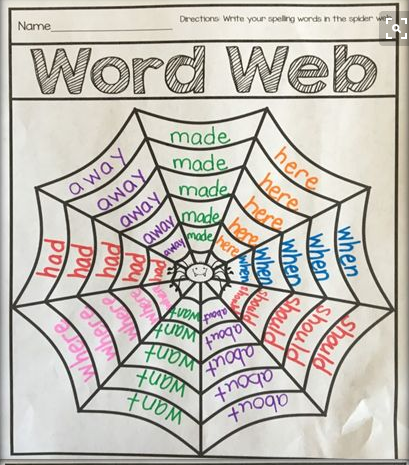 Name
Directions: Write your spelling words in the spider web
Word Web
made
made
made
made
made
here
here
here
here
here
when
when
when
when
when
should
should
should
should
should
about
about
about
about
about
want
want
want
want
want
where
where
where
where
where
had
had
had
had
had
away
away
away
away
away